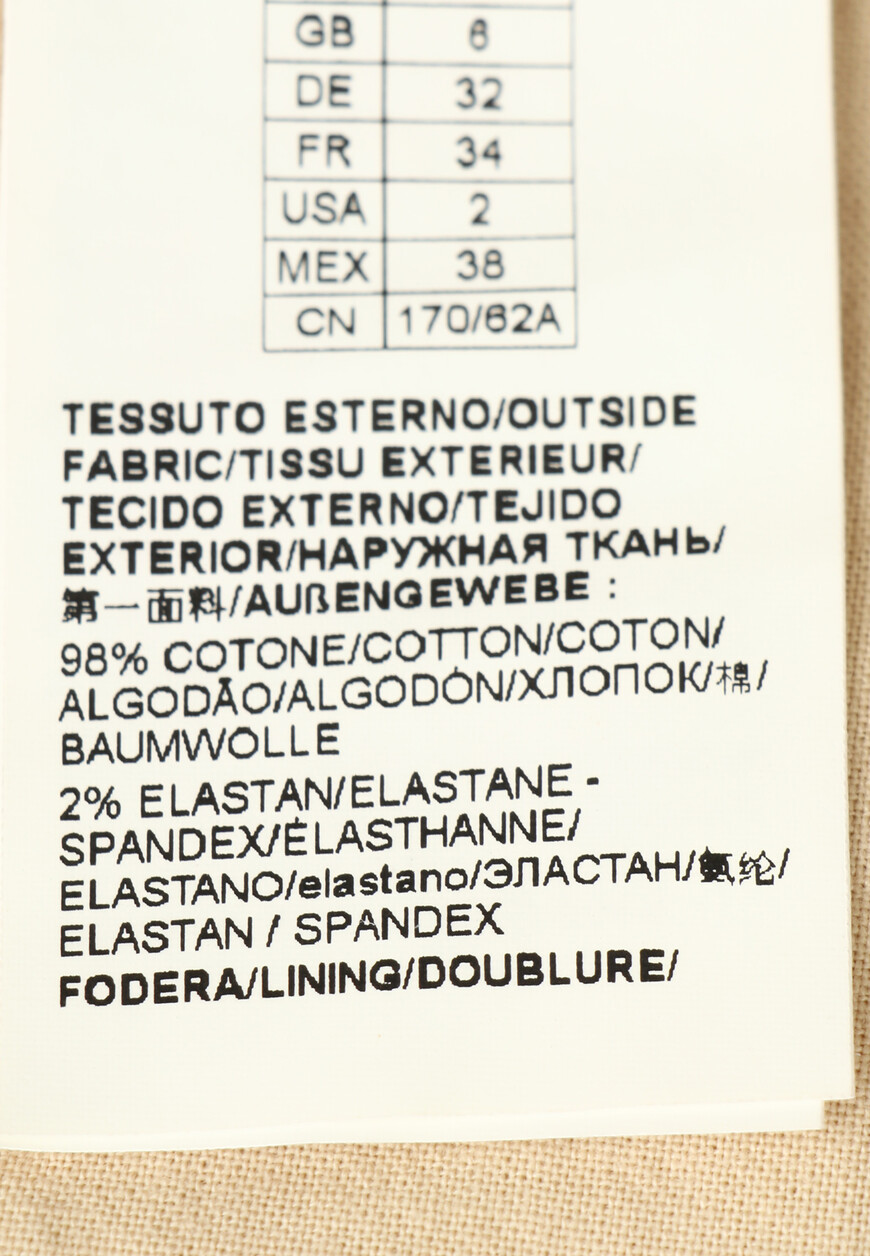 GB 6
DE 32
FR 34
USA 2
MEX 38
CN 170/62A
TESSUTO ESTERNO/OUTSIDE
FABRIC/TISSU EXTERIEUR/
TECIDO EXTERNO/TEJIDO
EXTERIOR/НАРУЖНАЯ ТКАНЬ/
第一面料/AUßENGEWEBE :
98% COTONE/COTTON/COTON/
ALGODÃO/ALGODÓN/ХЛОПОК/棉/
BAUMWOLLE
2% ELASTAN/ELASTANE -
SPANDEX/ÉLASTHANNE/
ELASTANO/elastano/ЭЛАСТАН/氨纶/
ELASTAN / SPANDEX
FODERA/LINING/DOUBLURE/